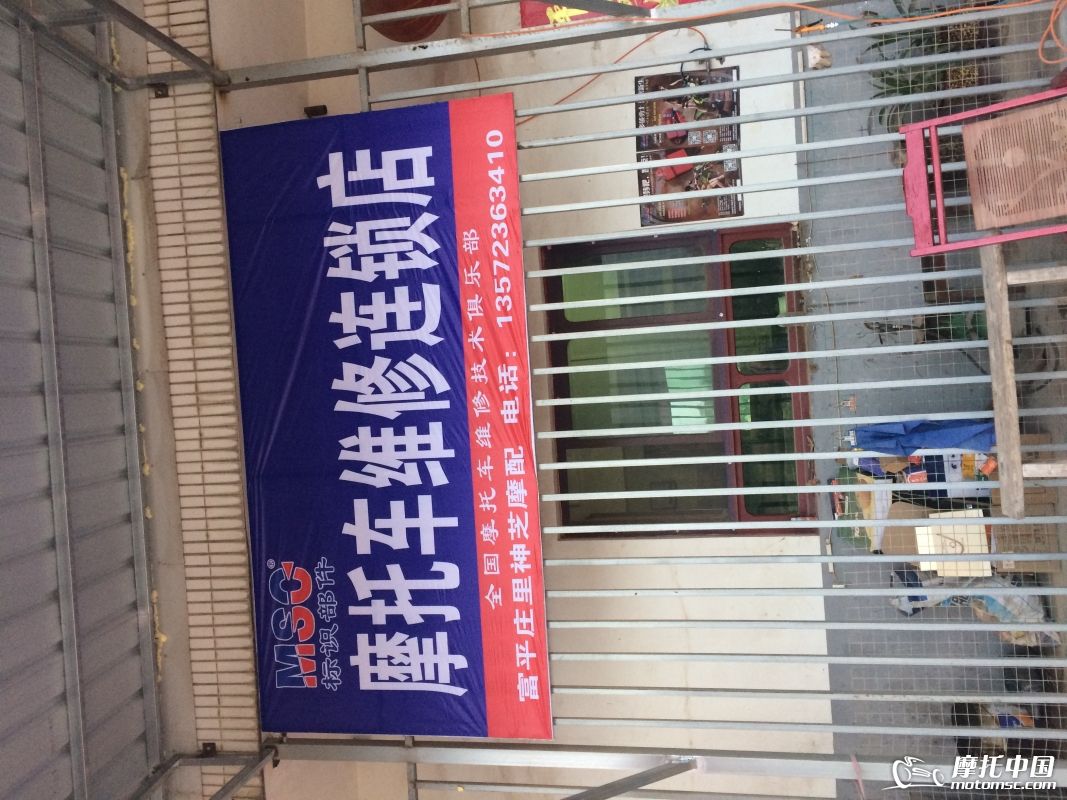 MSC®
标识部件
摩托车维修连锁店
全国摩托车维修技术俱乐部
富平庄里神芝摩配 电话：13572363410
摩托中国
motomsc.com